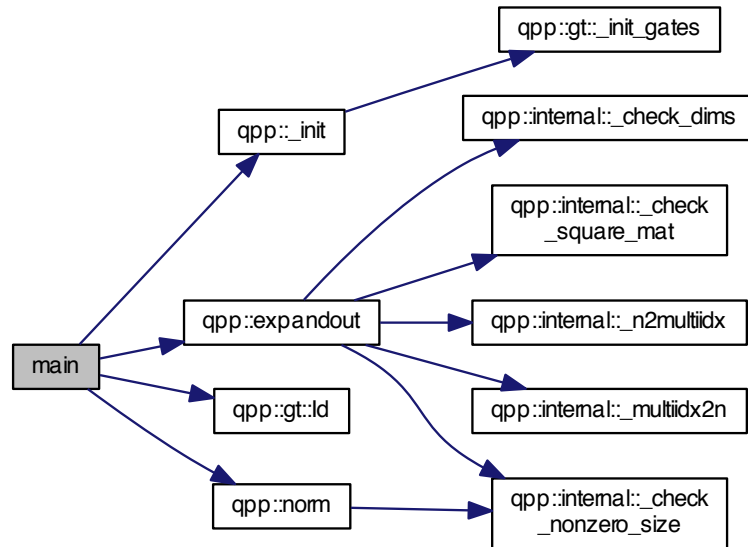 qpp::gt::_init_gates
qpp::_init
qpp::internal::_check_dims
qpp::internal::_check
_square_mat
qpp::expandout
qpp::internal::_n2multiidx
main
qpp::gt::Id
qpp::internal::_multiidx2n
qpp::norm
qpp::internal::_check
_nonzero_size